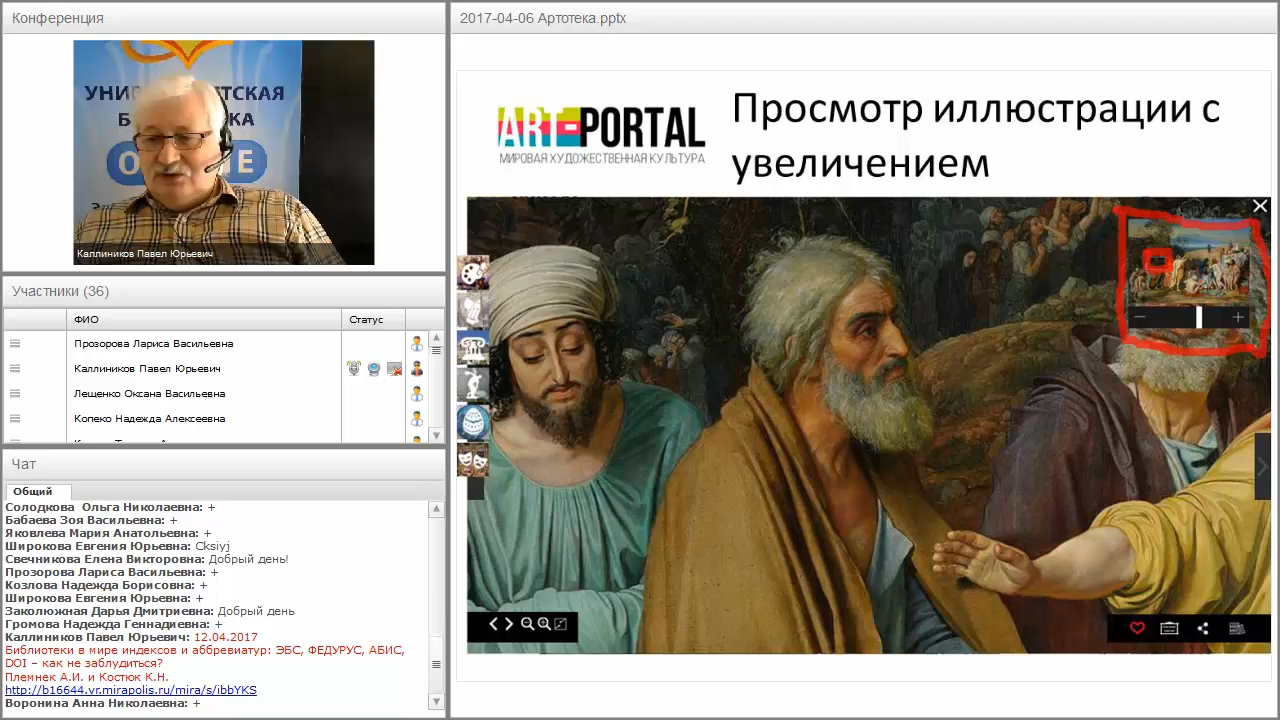 Конференция
УНИ ЕТСКАЯ
Б КА
О Е
Каллиников Павел Юрьевич
Участники (36)
ФИО
Статус
Прозорова Лариса Васильевна
Каллиников Павел Юрьевич
Лещенко Оксана Васильевна
Копеко Надежда Алексеевна
Чат
Общий
Солодкова Ольга Николаевна: +
Бабаева Зоя Васильевна: +
Яковлева Мария Анатольевна: +
Широкова Евгения Юрьевна: Cksiyj
Свечникова Елена Викторовна: Добрый день!
Прозорова Лариса Васильевна: +
Козлова Надежда Борисовна: +
Широкова Евгения Юрьевна: +
Заколюжная Дарья Дмитриевна: Добрый день
Громова Надежда Геннадиевна: +
Каллиников Павел Юрьевич: 12.04.2017
Библиотеки в мире индексов и аббревиатур: ЭБС, ФЕДУРУС, АБИС,
DOI – как не заблудиться?
Племнек А.И. и Костюк К.Н.
http://b16644.vr.mirapolis.ru/mira/s/ibbYKS
Воронина Анна Николаевна: +
2017-04-06 Артотека.pptx
ART-PORTAL
МИРОВАЯ ХУДОЖЕСТВЕННАЯ КУЛЬТУРА
Просмотр иллюстрации с
увеличением